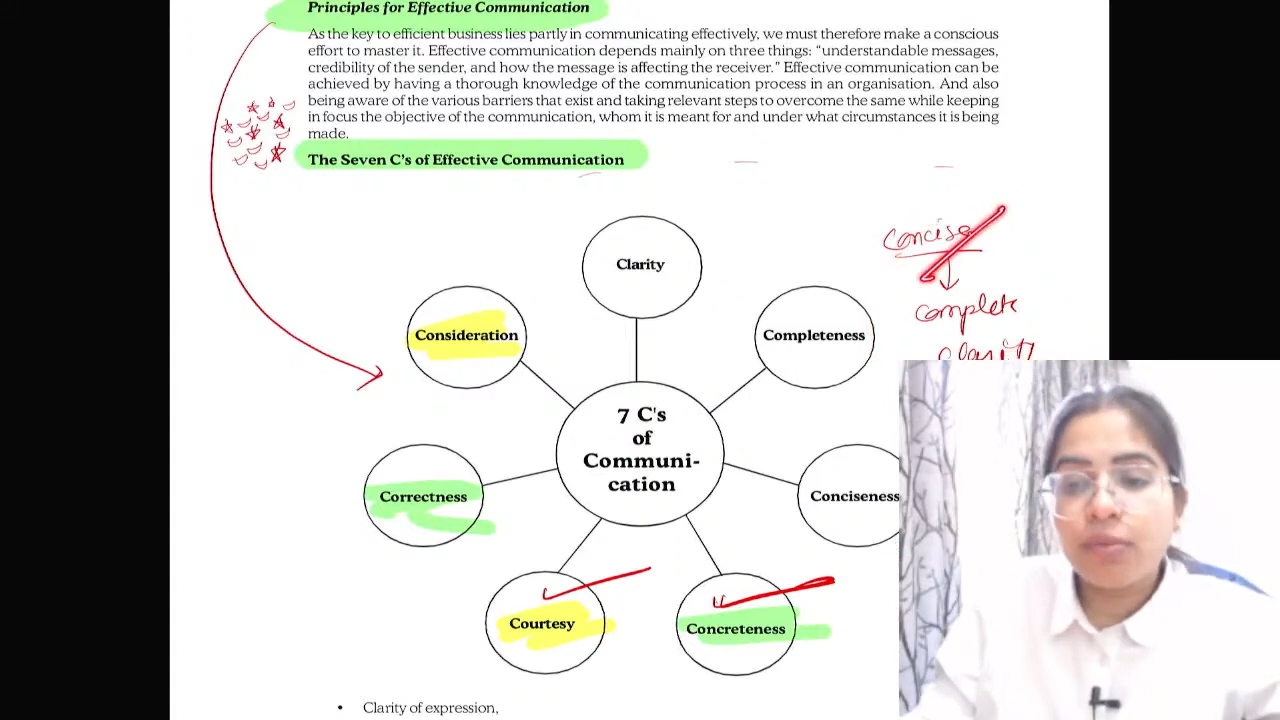 Principles for Effective Communication
As the key to efficient business lies partly in communicating effectively, we must therefore make a conscious
effort to master it. Effective communication depends mainly on three things: “understandable messages,
credibility of the sender, and how the message is affecting the receiver.” Effective communication can be
achieved by having a thorough knowledge of the communication process in an organisation. And also
being aware of the various barriers that exist and taking relevant steps to overcome the same while keeping
in focus the objective of the communication, whom it is meant for and under what circumstances it is being
made.
The Seven C's of Effective Communication
Concise
Complete
Clarity
Clarity
Consideration
Completeness
7 C's
of
Communi-
cation
Correctness
Conciseness
Courtesy
Concreteness
• Clarity of expression,